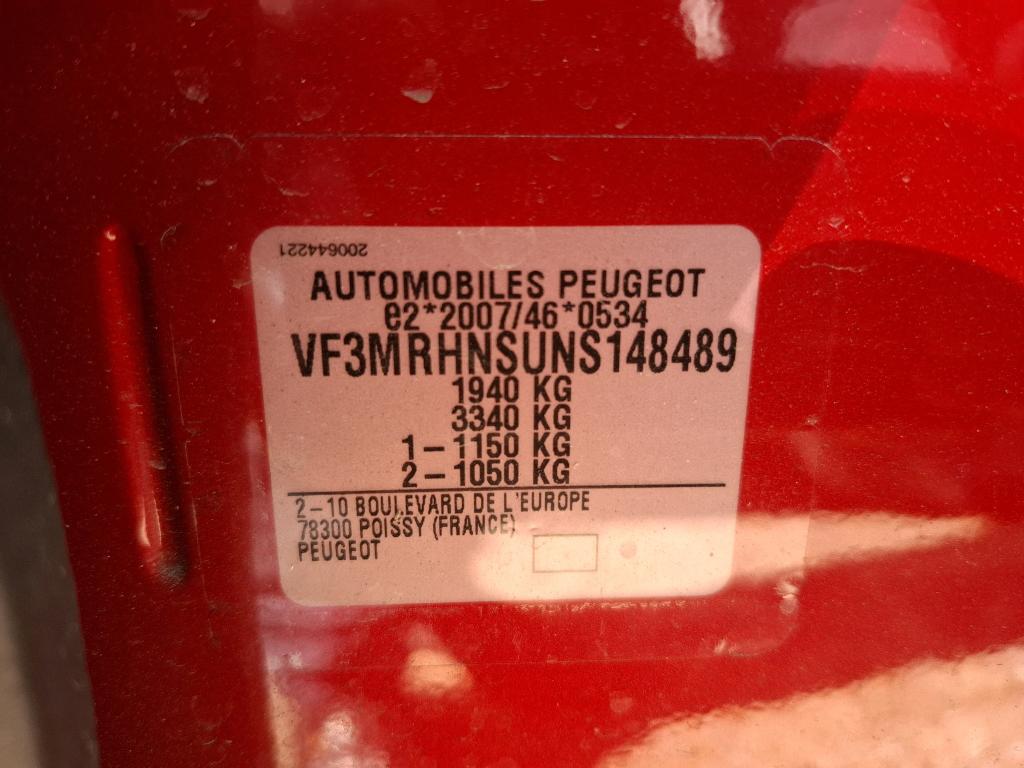 200644221
AUTOMOBILES PEUGEOT
e2*2007/46*0534
VF3MRHNSUNS148489
1940 KG
3340 KG
1-1150 KG
2-1050 KG
2-10 BOULEVARD DE L'EUROPE
78300 POISSY (FRANCE)
PEUGEOT